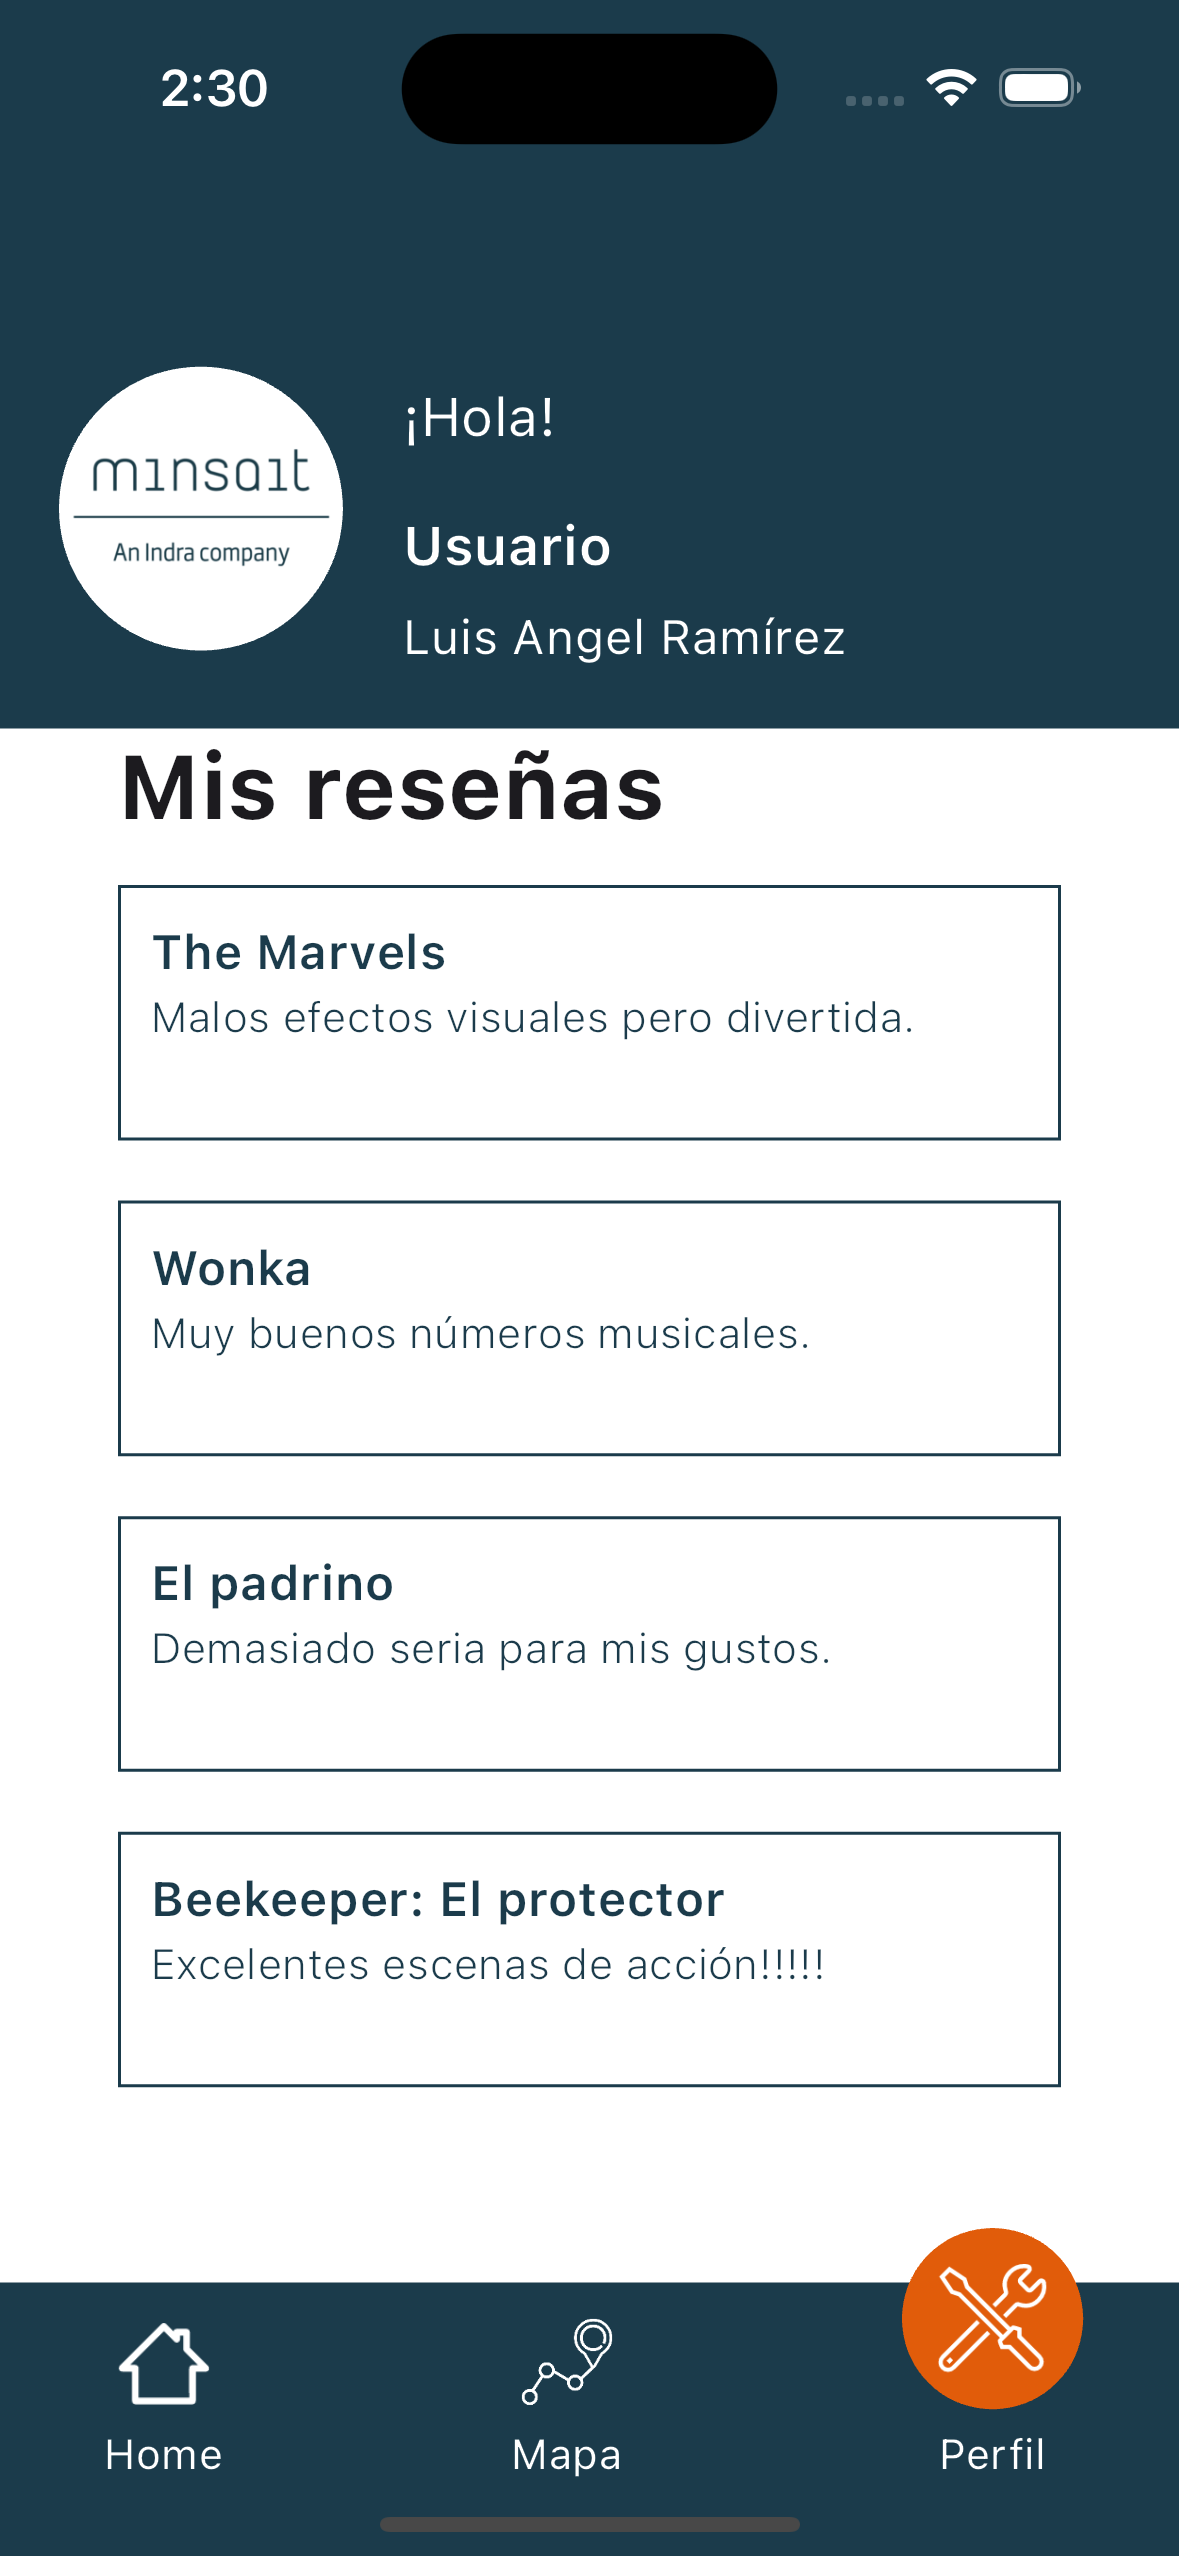 2:30
minsait
An Indra company
¡Hola!
Usuario
Luis Angel Ramírez
Mis reseñas
The Marvels
Malos efectos visuales pero divertida.
Wonka
Muy buenos números musicales.
El padrino
Demasiado seria para mis gustos.
Beekeeper: El protector
Excelentes escenas de acción!!!!!
Home
Mapa
Perfil